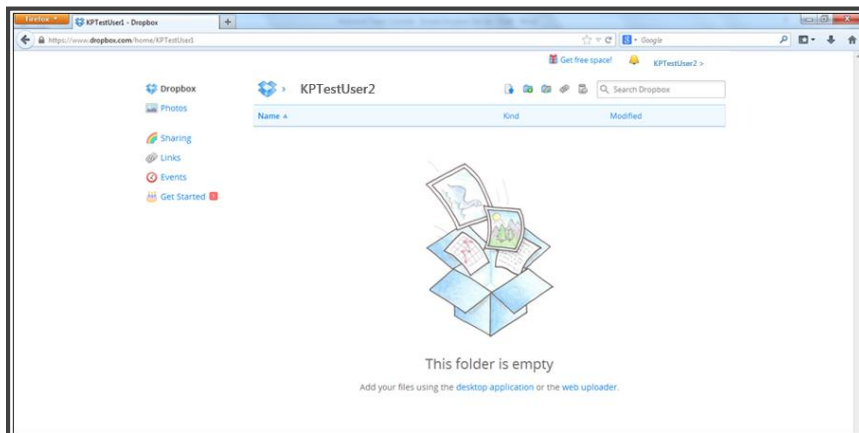 Firefox
KPTestUser1 - Dropbox
https://www.dropbox.com/home/KPTestUser1
Google
Get free space!
KPTestUser2 >
Dropbox
KPTestUser2
Search Dropbox
Photos
Name
Kind
Modified
Sharing
Links
Events
Get Started
This folder is empty
Add your files using the desktop application or the web uploader.